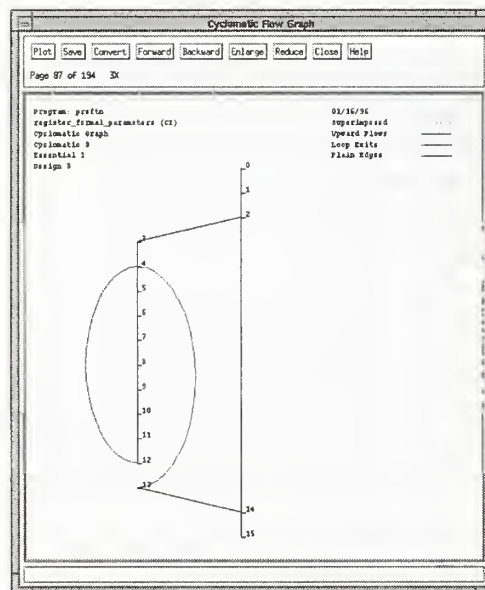 Cyclomatic Flow Graph
Plot Save Convert Forward Backward Enlarge Reduce Close Help
Page 87 of 194 3X
Program: prsftn
register_formal_parameters (CI)
Cyclomatic Graph
Cyclomatic 3
Essential 1
Design 3
01/16/96
Superimposed
Upward Flows
Loop Exits
Plain Edges
0
1
2
3
4
5
6
7
8
9
10
11
12
13
14
15